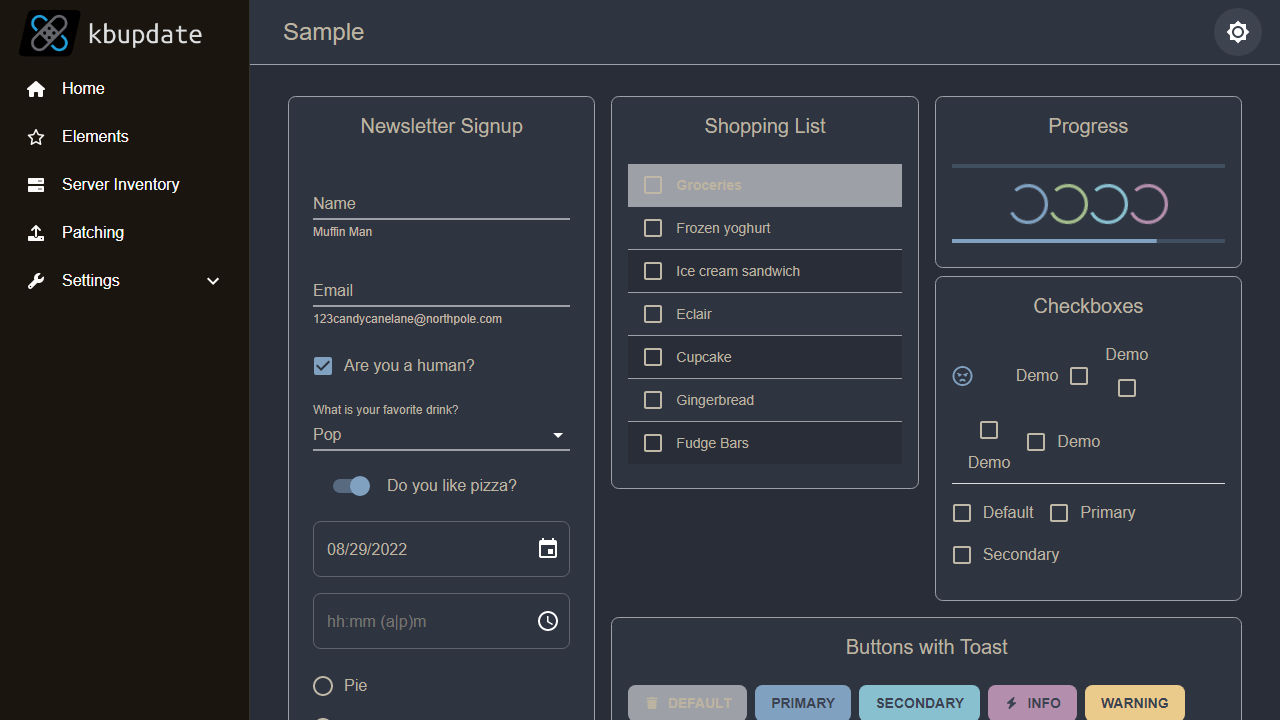 kbupdate
Home
Elements
Server Inventory
Patching
Settings
Sample
Newsletter Signup
Name
Muffin Man
Email
123candycanelane@northpole.com
Are you a human?
What is your favorite drink?
Pop
Do you like pizza?
08/29/2022
hh:mm (a|p)m
Pie
Shopping List
Groceries
Frozen yoghurt
Ice cream sandwich
Eclair
Cupcake
Gingerbread
Fudge Bars
Progress
Checkboxes
Demo
Demo
Demo
Demo
Default
Primary
Secondary
Buttons with Toast
DEFAULT PRIMARY SECONDARY INFO WARNING